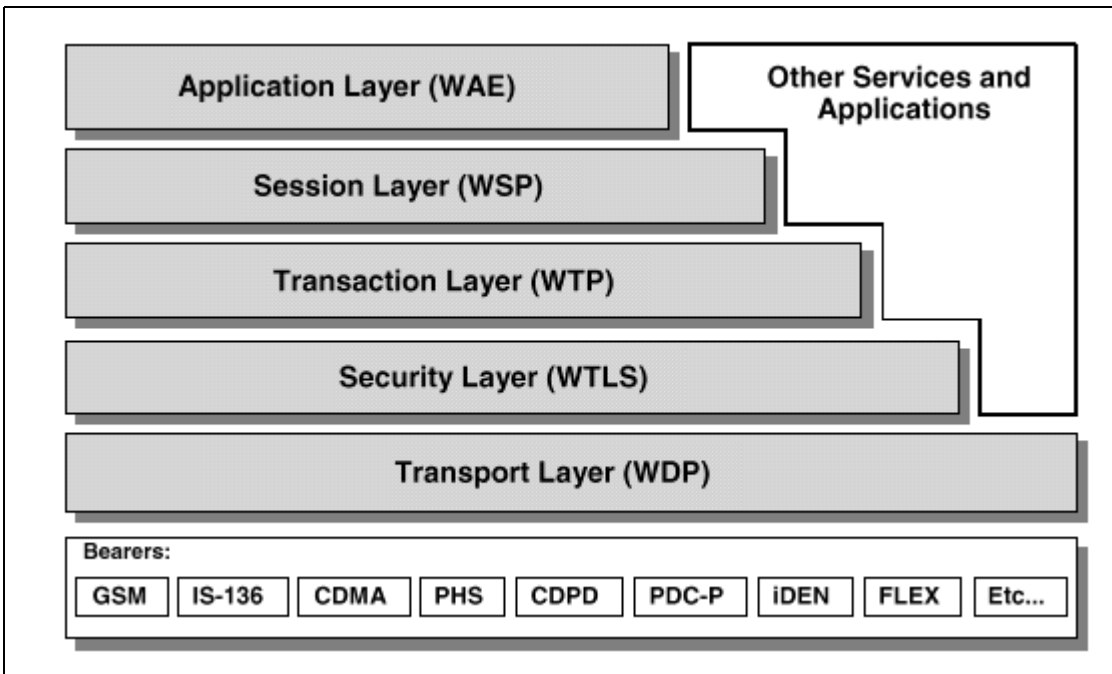 Application Layer (WAE)
Other Services and
Applications
Session Layer (WSP)
Transaction Layer (WTP)
Security Layer (WTLS)
Transport Layer (WDP)
Bearers:
GSM IS-136 CDMA PHS CDPD PDC-P iDEN FLEX Etc...